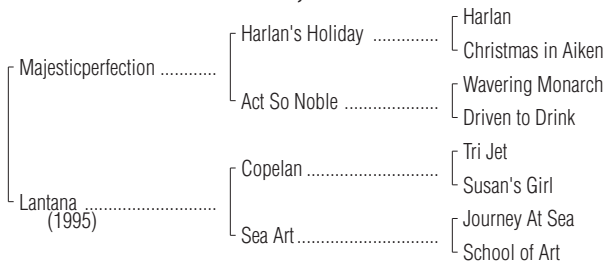 Harlan
Harlan's Holiday ..............
Christmas in Aiken
Majesticperfection ............
Wavering Monarch
Act So Noble ....................
Driven to Drink
Tri Jet
Copelan ............................
Susan's Girl
Lantana ..........................
(1995)
Journey At Sea
Sea Art ..............................
School of Art